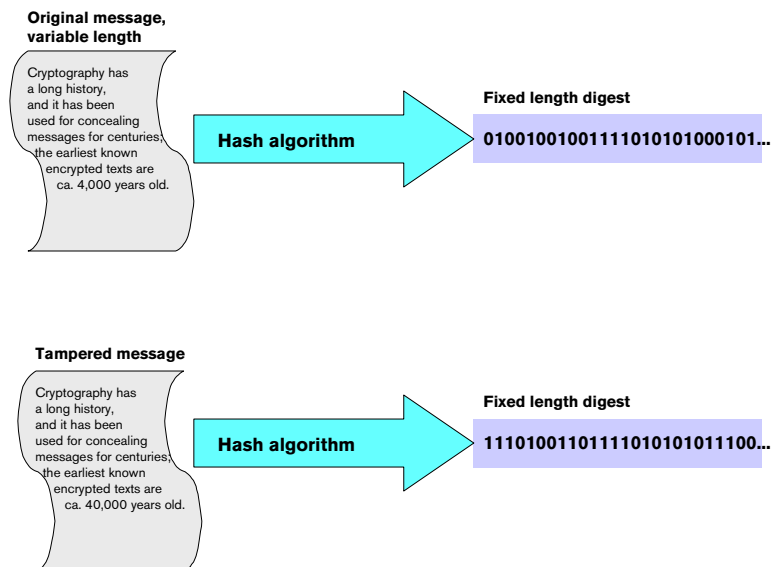 Original message,
variable length
Cryptography has
a long history,
and it has been
used for concealing
messages for centuries;
the earliest known
encrypted texts are
ca. 4,000 years old.
Hash algorithm
Fixed length digest
0100100100111101010100​0101...
Tampered message
Cryptography has
a long history,
and it has been
used for concealing
messages for centuries;
the earliest known
encrypted texts are
ca. 40,000 years old.
Hash algorithm
Fixed length digest
11101001101111010101011100...